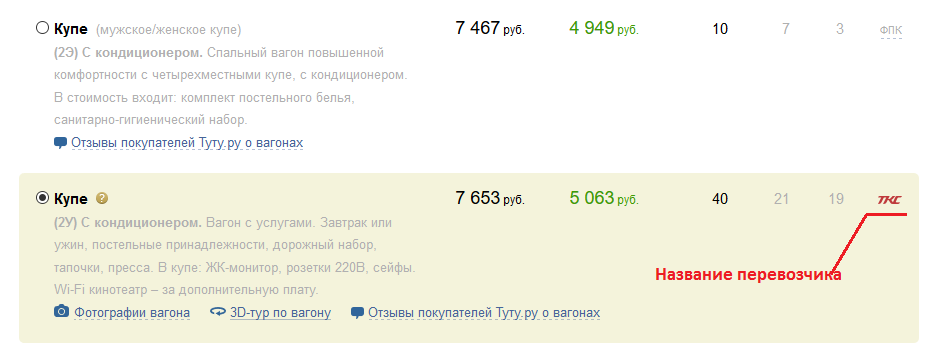 Купе (мужское/женское купе) 7 467 руб. 4 949 руб. 10 7 3 ФПК
(2Э) С кондиционером. Спальный вагон повышенной
комфортности с четырехместными купе, с кондиционером.
В стоимость входит: комплект постельного белья,
санитарно-гигиенический набор.
Отзывы покупателей Туту.ру о вагонах
Купе ? 7 653 руб. 5 063 руб. 40 21 19 ТКС
(2У) С кондиционером. Вагон с услугами. Завтрак или
ужин, постельные принадлежности, дорожный набор,
тапочки, пресса. В купе: ЖК-монитор, розетки 220В, сейфы.
Wi-Fi кинотеатр – за дополнительную плату.
Название перевозчика
Фотографии вагона 3D-тур по вагону Отзывы покупателей Туту.ру о вагонах